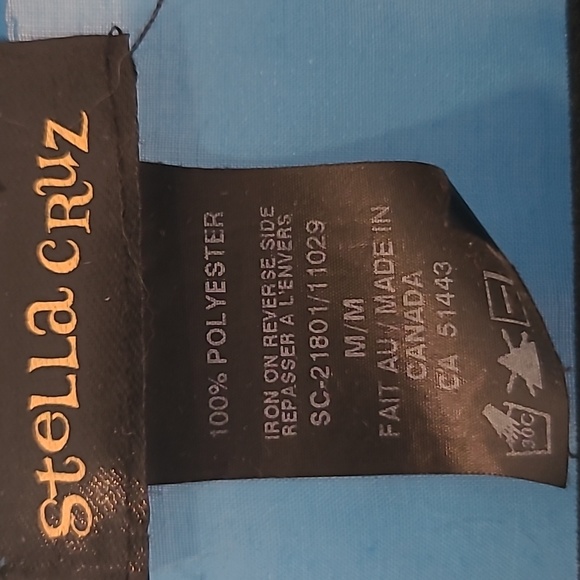 stella cruz
100% POLYESTER
IRON ON REVERSE SIDE
REPASSER A L'ENVERS
SC-21801/11029
M/M
FAIT AU / MADE IN
CANADA
CA 51443
30C